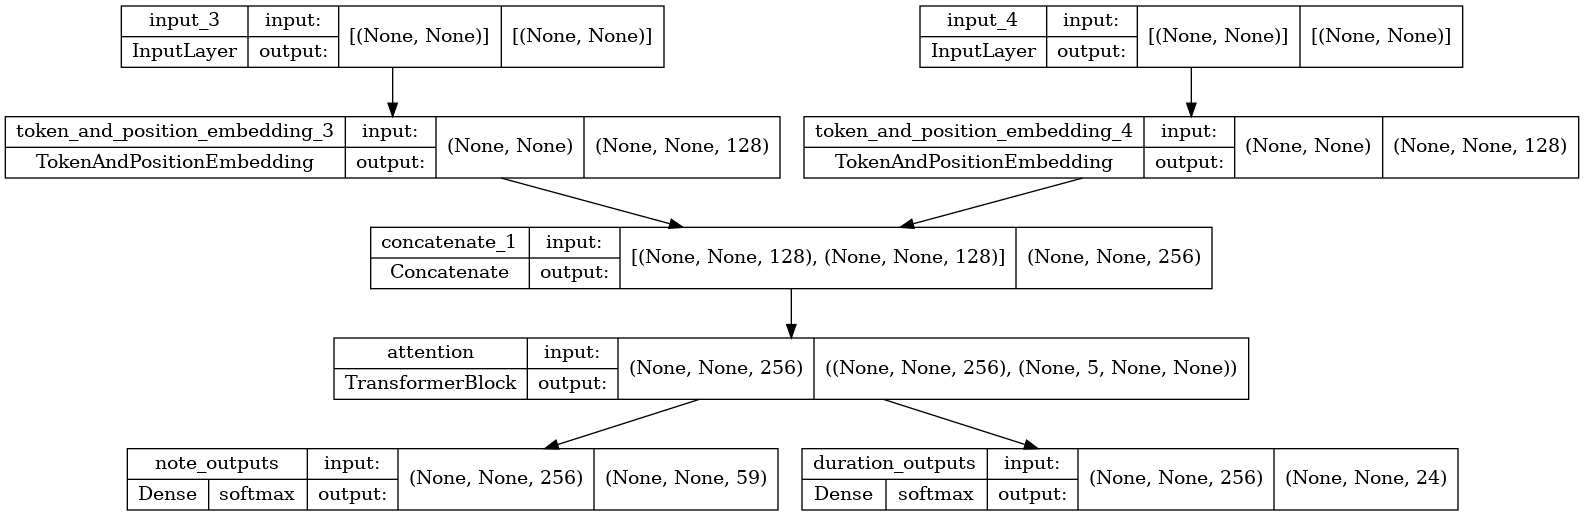 input_3 input: [(None, None)] [(None, None)]
InputLayer output:
input_4 input: [(None, None)] [(None, None)]
InputLayer output:
token_and_position_embedding_3 input: (None, None) (None, None, 128)
TokenAndPositionEmbedding output:
token_and_position_embedding_4 input: (None, None) (None, None, 128)
TokenAndPositionEmbedding output:
concatenate_1 input: [(None, None, 128), (None, None, 128)] (None, None, 256)
Concatenate output:
attention input: (None, None, 256) ((None, None, 256), (None, 5, None, None))
TransformerBlock output:
note_outputs input: (None, None, 256) (None, None, 59)
Dense softmax output:
duration_outputs input: (None, None, 256) (None, None, 24)
Dense softmax output: